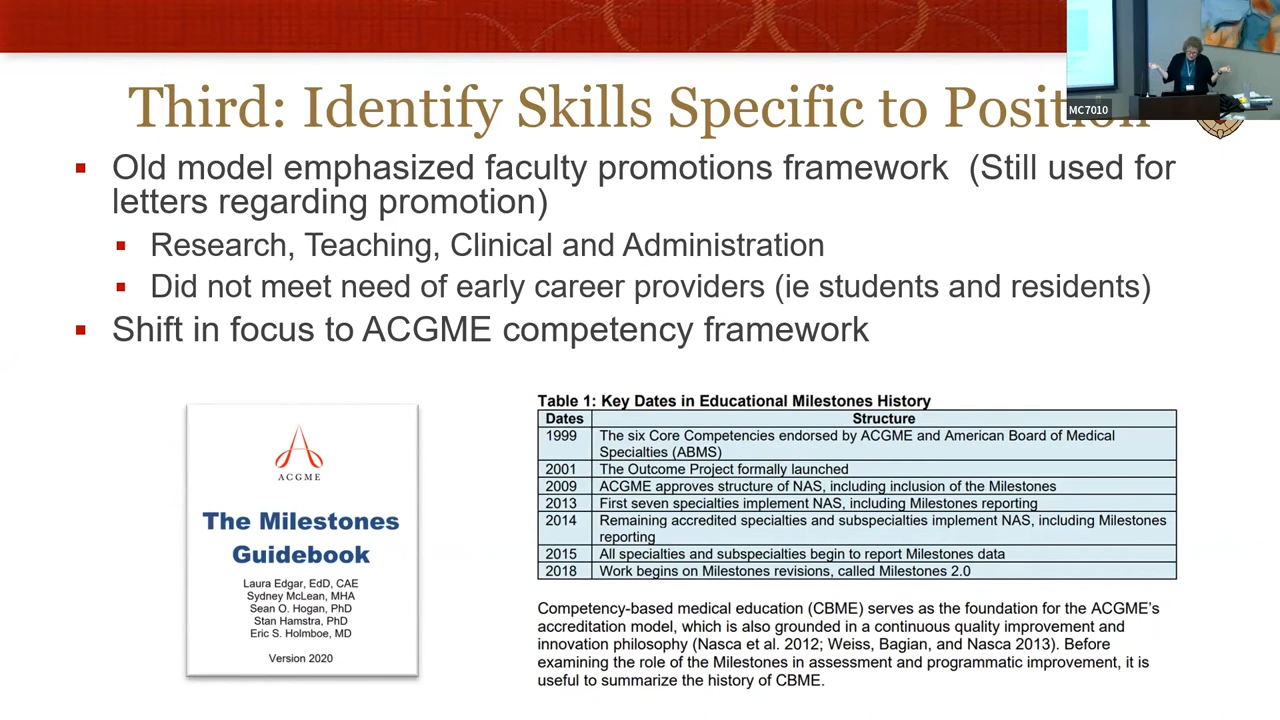 Third: Identify Skills Specific to Position
MC7010
▪ Old model emphasized faculty promotions framework (Still used for
letters regarding promotion)
▪ Research, Teaching, Clinical and Administration
▪ Did not meet need of early career providers (ie students and residents)
▪ Shift in focus to ACGME competency framework
ACGME
The Milestones
Guidebook
Laura Edgar, EdD, CAE
Sydney McLean, MHA
Sean O. Hogan, PhD
Stan Hamstra, PhD
Eric S. Holmboe, MD
Version 2020
Table 1: Key Dates in Educational Milestones History
Dates Structure
1999 The six Core Competencies endorsed by ACGME and American Board of Medical
Specialties (ABMS)
2001 The Outcome Project formally launched
2009 ACGME approves structure of NAS, including inclusion of the Milestones
2013 First seven specialties implement NAS, including Milestones reporting
2014 Remaining accredited specialties and subspecialties implement NAS, including Milestones
reporting
2015 All specialties and subspecialties begin to report Milestones data
2018 Work begins on Milestones revisions, called Milestones 2.0
Competency-based medical education (CBME) serves as the foundation for the ACGME's
accreditation model, which is also grounded in a continuous quality improvement and
innovation philosophy (Nasca et al. 2012; Weiss, Bagian, and Nasca 2013). Before
examining the role of the Milestones in assessment and programmatic improvement, it is
useful to summarize the history of CBME.